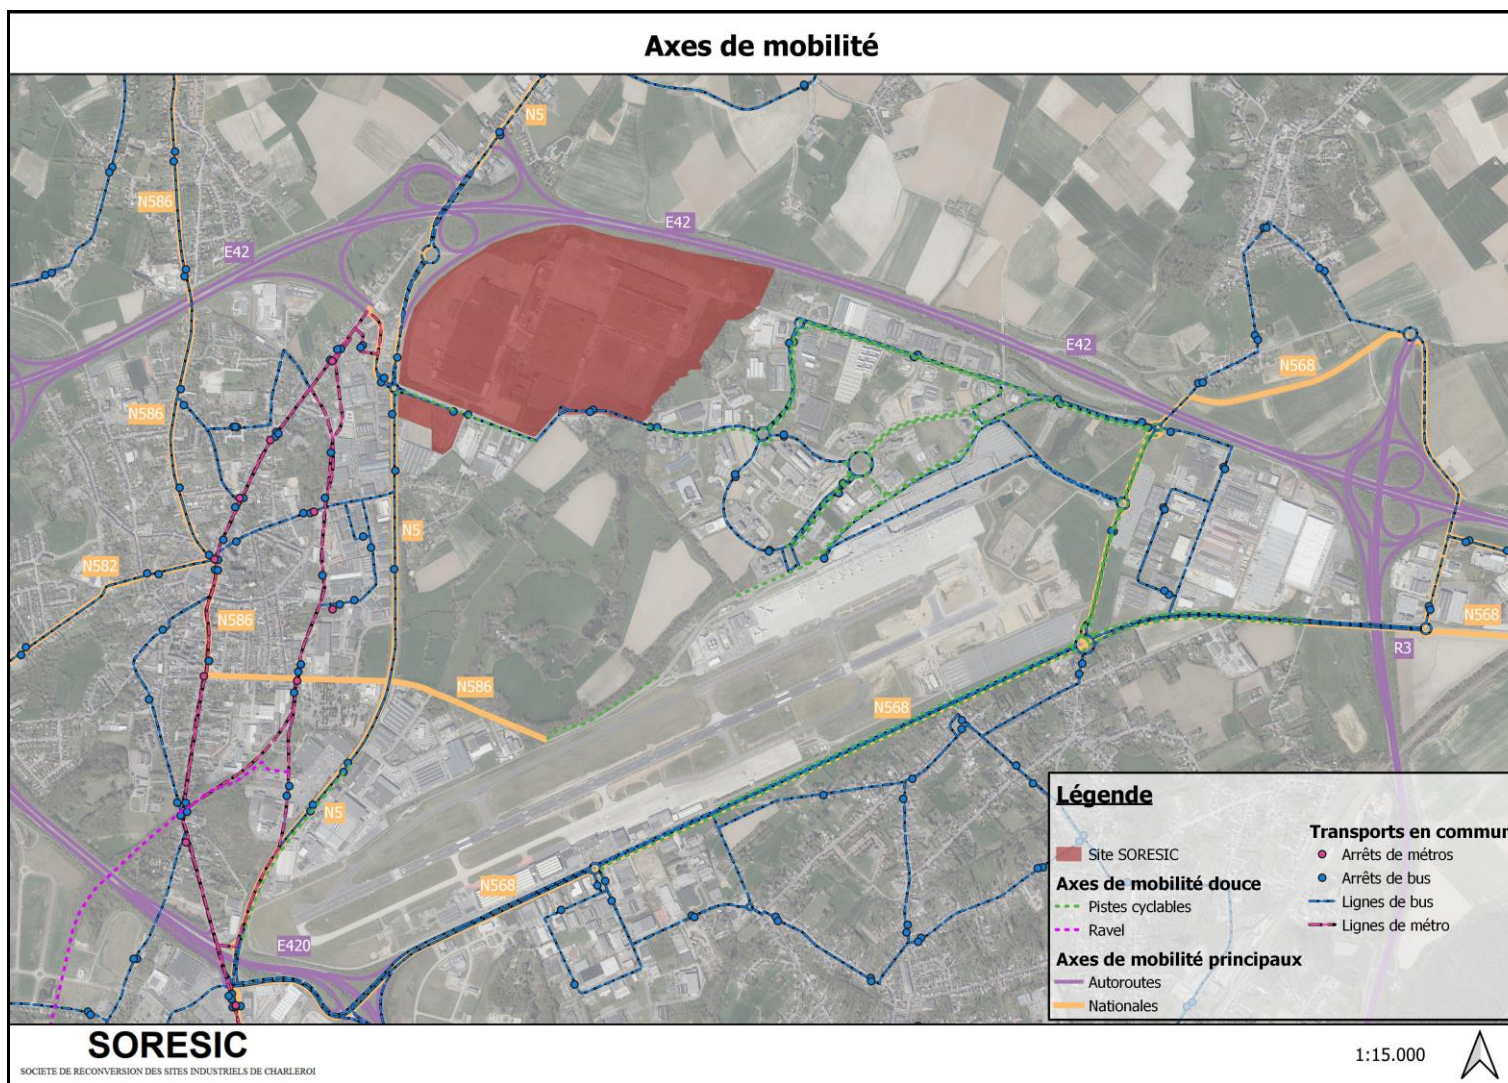 Axes de mobilité
N5
N586
E42
E42
E42
N568
N586
N5
N582
N586
N568
R3
N586
N568
N5
N568
E420
Légende
Site SORESIC
Axes de mobilité douce
Pistes cyclables
Ravel
Axes de mobilité principaux
Autoroutes
Nationales
Transports en commun
Arrêts de métros
Arrêts de bus
Lignes de bus
Lignes de métro
SORESIC
SOCIETE DE RECONVERSION DES SITES INDUSTRIELS DE CHARLEROI
1:15.000